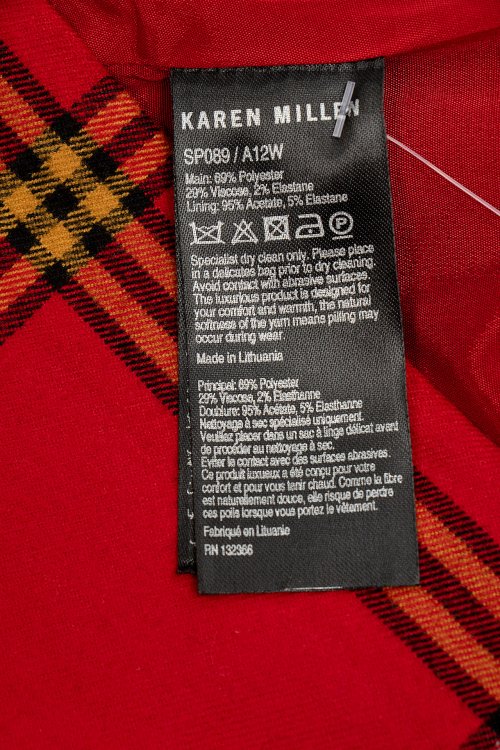 KAREN MILLEN
SP089 / A12W
Main: 69% Polyester
29% Viscose, 2% Elastane
Lining: 95% Acetate, 5% Elastane
P
Specialist dry clean only. Please place
in a delicates bag prior to dry cleaning.
Avoid contact with abrasive surfaces.
The luxurious product is designed for
your comfort and warmth, the natural
softness of the yarn means pilling may
occur during wear.
Made in Lithuania
Principal: 69% Polyester
29% Viscose, 2% Elasthanne
Doublure: 95% Acétate, 5% Elasthanne
Nettoyage à sec spécialisé uniquement.
Veuillez placer dans un sac à linge délicat avant
de procéder au nettoyage à sec.
Eviter le contact avec des surfaces abrasives.
Ce produit luxueux a été conçu pour votre
confort et pour vous tenir chaud. Comme la fibre
est naturellement douce, elle risque de perdre
ces poils lorsque vous portez le vêtement.
Fabriqué en Lituanie
RN 132366